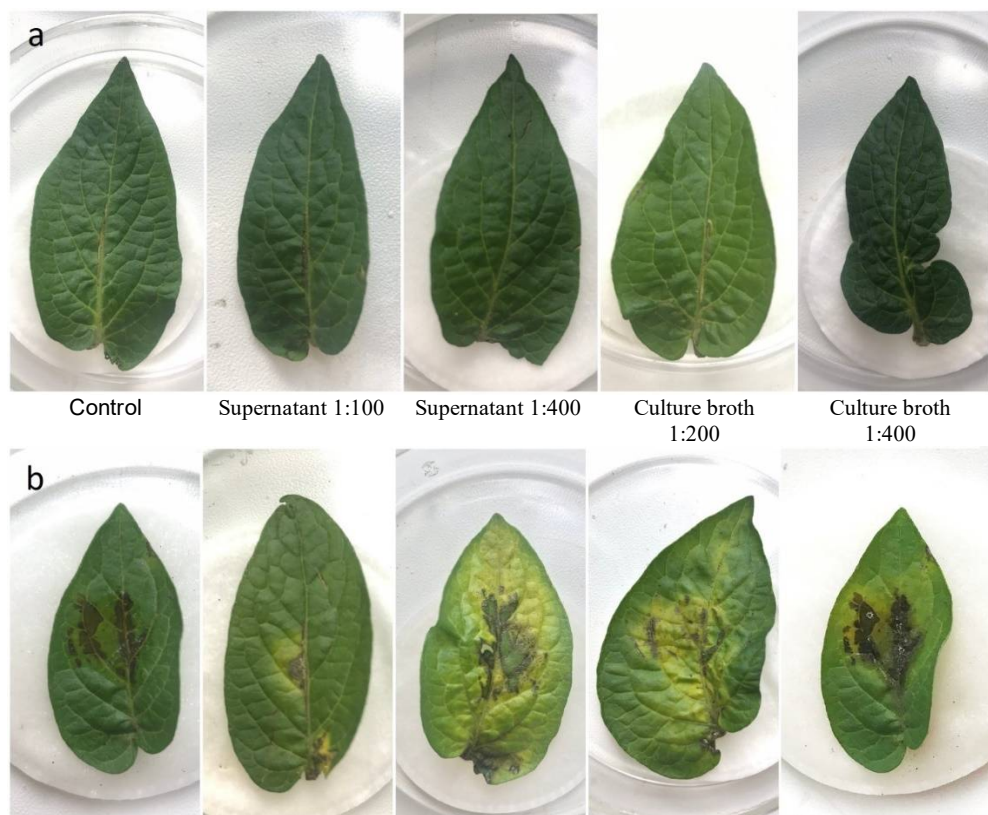 a
Control
Supernatant 1:100
Supernatant 1:400
Culture broth
1:200
Culture broth
1:400
b